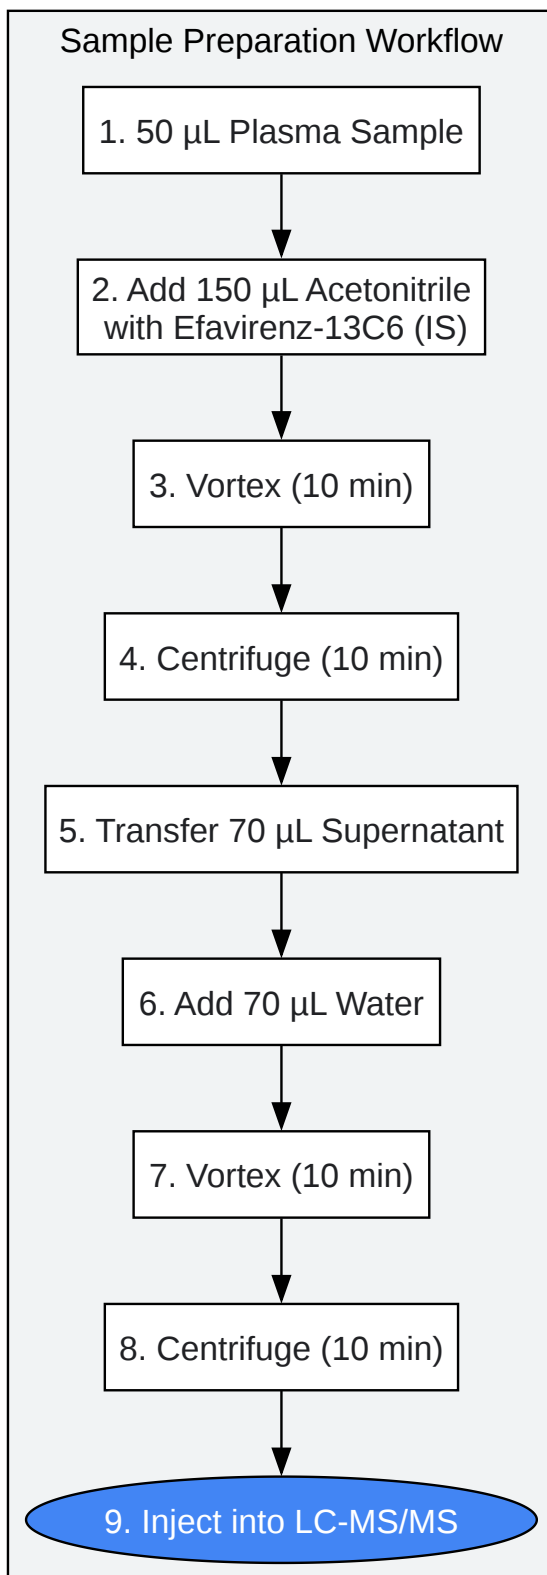 Sample Preparation Workflow
1. 50 µL Plasma Sample
2. Add 150 µL Acetonitrile
with Efavirenz-13C6 (IS)
3. Vortex (10 min)
4. Centrifuge (10 min)
5. Transfer 70 µL Supernatant
6. Add 70 µL Water
7. Vortex (10 min)
8. Centrifuge (10 min)
9. Inject into LC-MS/MS